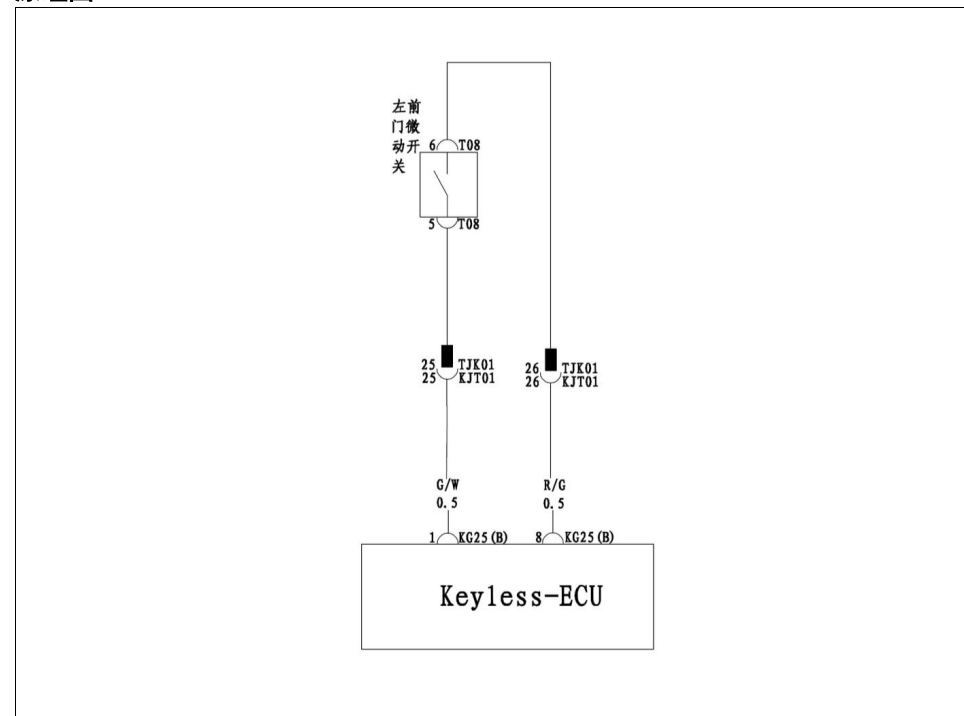 左前
门微
动开
关
6 T08
5 T08
25 TJK01
25 KJT01
26 TJK01
26 KJT01
G/W
0.5
R/G
0.5
1 KG25(B)
8 KG25(B)
Keyless-ECU